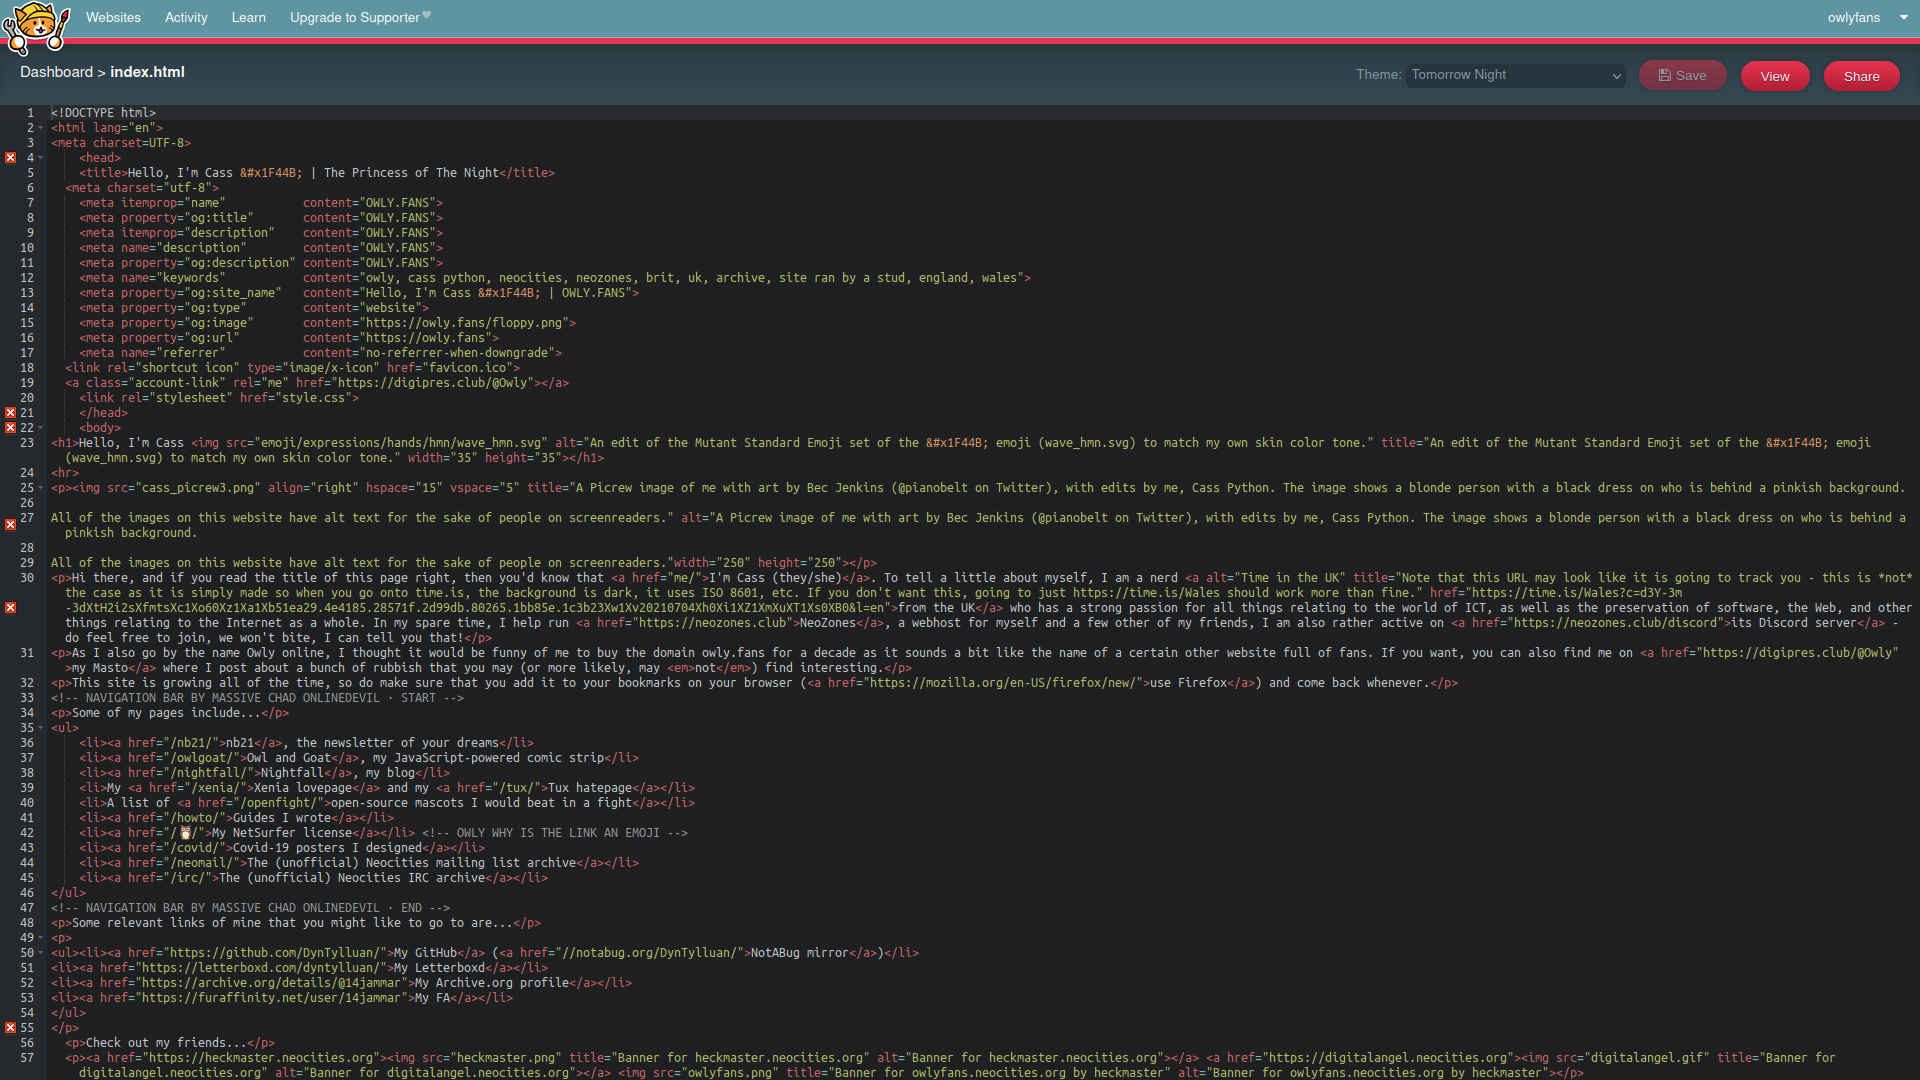 Websites Activity Learn Upgrade to Supporter owlyfans
Dashboard > index.html Theme: Tomorrow Night Save View Share
1 <!DOCTYPE html>
2 <html lang="en">
3 <meta charset=UTF-8>
4 <head>
5 <title>Hello, I'm Cass &#x1F44B; | The Princess of The Night</title>
6 <meta charset="utf-8">
7 <meta itemprop="name" content="OWLY.FANS">
8 <meta property="og:title" content="OWLY.FANS">
9 <meta itemprop="description" content="OWLY.FANS">
10 <meta name="description" content="OWLY.FANS">
11 <meta property="og:description" content="OWLY.FANS">
12 <meta name="keywords" content="owly, cass python, neocities, neozones, brit, uk, archive, site ran by a stud, england, wales">
13 <meta property="og:site_name" content="Hello, I'm Cass &#x1F44B; | OWLY.FANS">
14 <meta property="og:type" content="website">
15 <meta property="og:image" content="https://owly.fans/floppy.png">
16 <meta property="og:url" content="https://owly.fans">
17 <meta name="referrer" content="no-referrer-when-downgrade">
18 <link rel="shortcut icon" type="image/x-icon" href="favicon.ico">
19 <a class="account-link" rel="me" href="https://digipres.club/@Owly"></a>
20 <link rel="stylesheet" href="style.css">
21 </head>
22 <body>
23 <h1>Hello, I'm Cass <img src="emoji/expressions/hands/hmn/wave_hmn.svg" alt="An edit of the Mutant Standard Emoji set of the &#x1F44B; emoji (wave_hmn.svg) to match my own skin color tone." title="An edit of the Mutant Standard Emoji set of the &#x1F44B; emoji
(wave_hmn.svg) to match my own skin color tone." width="35" height="35"></h1>
24 <hr>
25 <p><img src="cass_picrew3.png" align="right" hspace="15" vspace="5" title="A Picrew image of me with art by Bec Jenkins (@pianobelt on Twitter), with edits by me, Cass Python. The image shows a blonde person with a black dress on who is behind a pinkish background.
26
27 All of the images on this website have alt text for the sake of people on screenreaders." alt="A Picrew image of me with art by Bec Jenkins (@pianobelt on Twitter), with edits by me, Cass Python. The image shows a blonde person with a black dress on who is behind a
pinkish background.
28
29 All of the images on this website have alt text for the sake of people on screenreaders."width="250" height="250"></p>
30 <p>Hi there, and if you read the title of this page right, then you'd know that <a href="me/">I'm Cass (they/she)</a>. To tell a little about myself, I am a nerd <a alt="Time in the UK" title="Note that this URL may look like it is going to track you - this is *not*
the case as it is simply made so when you go onto time.is, the background is dark, it uses ISO 8601, etc. If you don't want this, going to just https://time.is/Wales should work more than fine." href="https://time.is/Wales?c=d3Y-3m
-3dXtH2i2sXfmtsXc1Xo60Xz1Xa1Xb51ea29.4e4185.28571f.2d99db.80265.1bb85e.1c3b23Xw1Xv20210704Xh0Xi1XZ1XmXuXT1Xs0XB0&l=en">from the UK</a> who has a strong passion for all things relating to the world of ICT, as well as the preservation of software, the Web, and other
things relating to the Internet as a whole. In my spare time, I help run <a href="https://neozones.club">NeoZones</a>, a webhost for myself and a few other of my friends, I am also rather active on <a href="https://neozones.club/discord">its Discord server</a> -
do feel free to join, we won't bite, I can tell you that!</p>
31 <p>As I also go by the name Owly online, I thought it would be funny of me to buy the domain owly.fans for a decade as it sounds a bit like the name of a certain other website full of fans. If you want, you can also find me on <a href="https://digipres.club/@Owly"
>my Masto</a> where I post about a bunch of rubbish that you may (or more likely, may <em>not</em>) find interesting.</p>
32 <p>This site is growing all of the time, so do make sure that you add it to your bookmarks on your browser (<a href="https://mozilla.org/en-US/firefox/new/">use Firefox</a>) and come back whenever.</p>
33 <!-- NAVIGATION BAR BY MASSIVE CHAD ONLINEDEVIL · START -->
34 <p>Some of my pages include...</p>
35 <ul>
36 <li><a href="/nb21/">nb21</a>, the newsletter of your dreams</li>
37 <li><a href="/owlgoat/">Owl and Goat</a>, my JavaScript-powered comic strip</li>
38 <li><a href="/nightfall/">Nightfall</a>, my blog</li>
39 <li>My <a href="/xenia/">Xenia lovepage</a> and my <a href="/tux/">Tux hatepage</a></li>
40 <li>A list of <a href="/openfight/">open-source mascots I would beat in a fight</a></li>
41 <li><a href="/howto/">Guides I wrote</a></li>
42 <li><a href="/🦉/">My NetSurfer license</a></li> <!-- OWLY WHY IS THE LINK AN EMOJI -->
43 <li><a href="/covid/">Covid-19 posters I designed</a></li>
44 <li><a href="/neomail/">The (unofficial) Neocities mailing list archive</a></li>
45 <li><a href="/irc/">The (unofficial) Neocities IRC archive</a></li>
46 </ul>
47 <!-- NAVIGATION BAR BY MASSIVE CHAD ONLINEDEVIL · END -->
48 <p>Some relevant links of mine that you might like to go to are...</p>
49 <p>
50 <ul><li><a href="https://github.com/DynTylluan/">My GitHub</a> (<a href="//notabug.org/DynTylluan/">NotABug mirror</a>)</li>
51 <li><a href="https://letterboxd.com/dyntylluan/">My Letterboxd</a></li>
52 <li><a href="https://archive.org/details/@14jammar">My Archive.org profile</a></li>
53 <li><a href="https://furaffinity.net/user/14jammar">My FA</a></li>
54 </ul>
55 </p>
56 <p>Check out my friends...</p>
57 <p><a href="https://heckmaster.neocities.org"><img src="heckmaster.png" title="Banner for heckmaster.neocities.org" alt="Banner for heckmaster.neocities.org"></a> <a href="https://digitalangel.neocities.org"><img src="digitalangel.gif" title="Banner for
digitalangel.neocities.org" alt="Banner for digitalangel.neocities.org"></a> <img src="owlyfans.png" title="Banner for owlyfans.neocities.org by heckmaster" alt="Banner for owlyfans.neocities.org by heckmaster"></p>